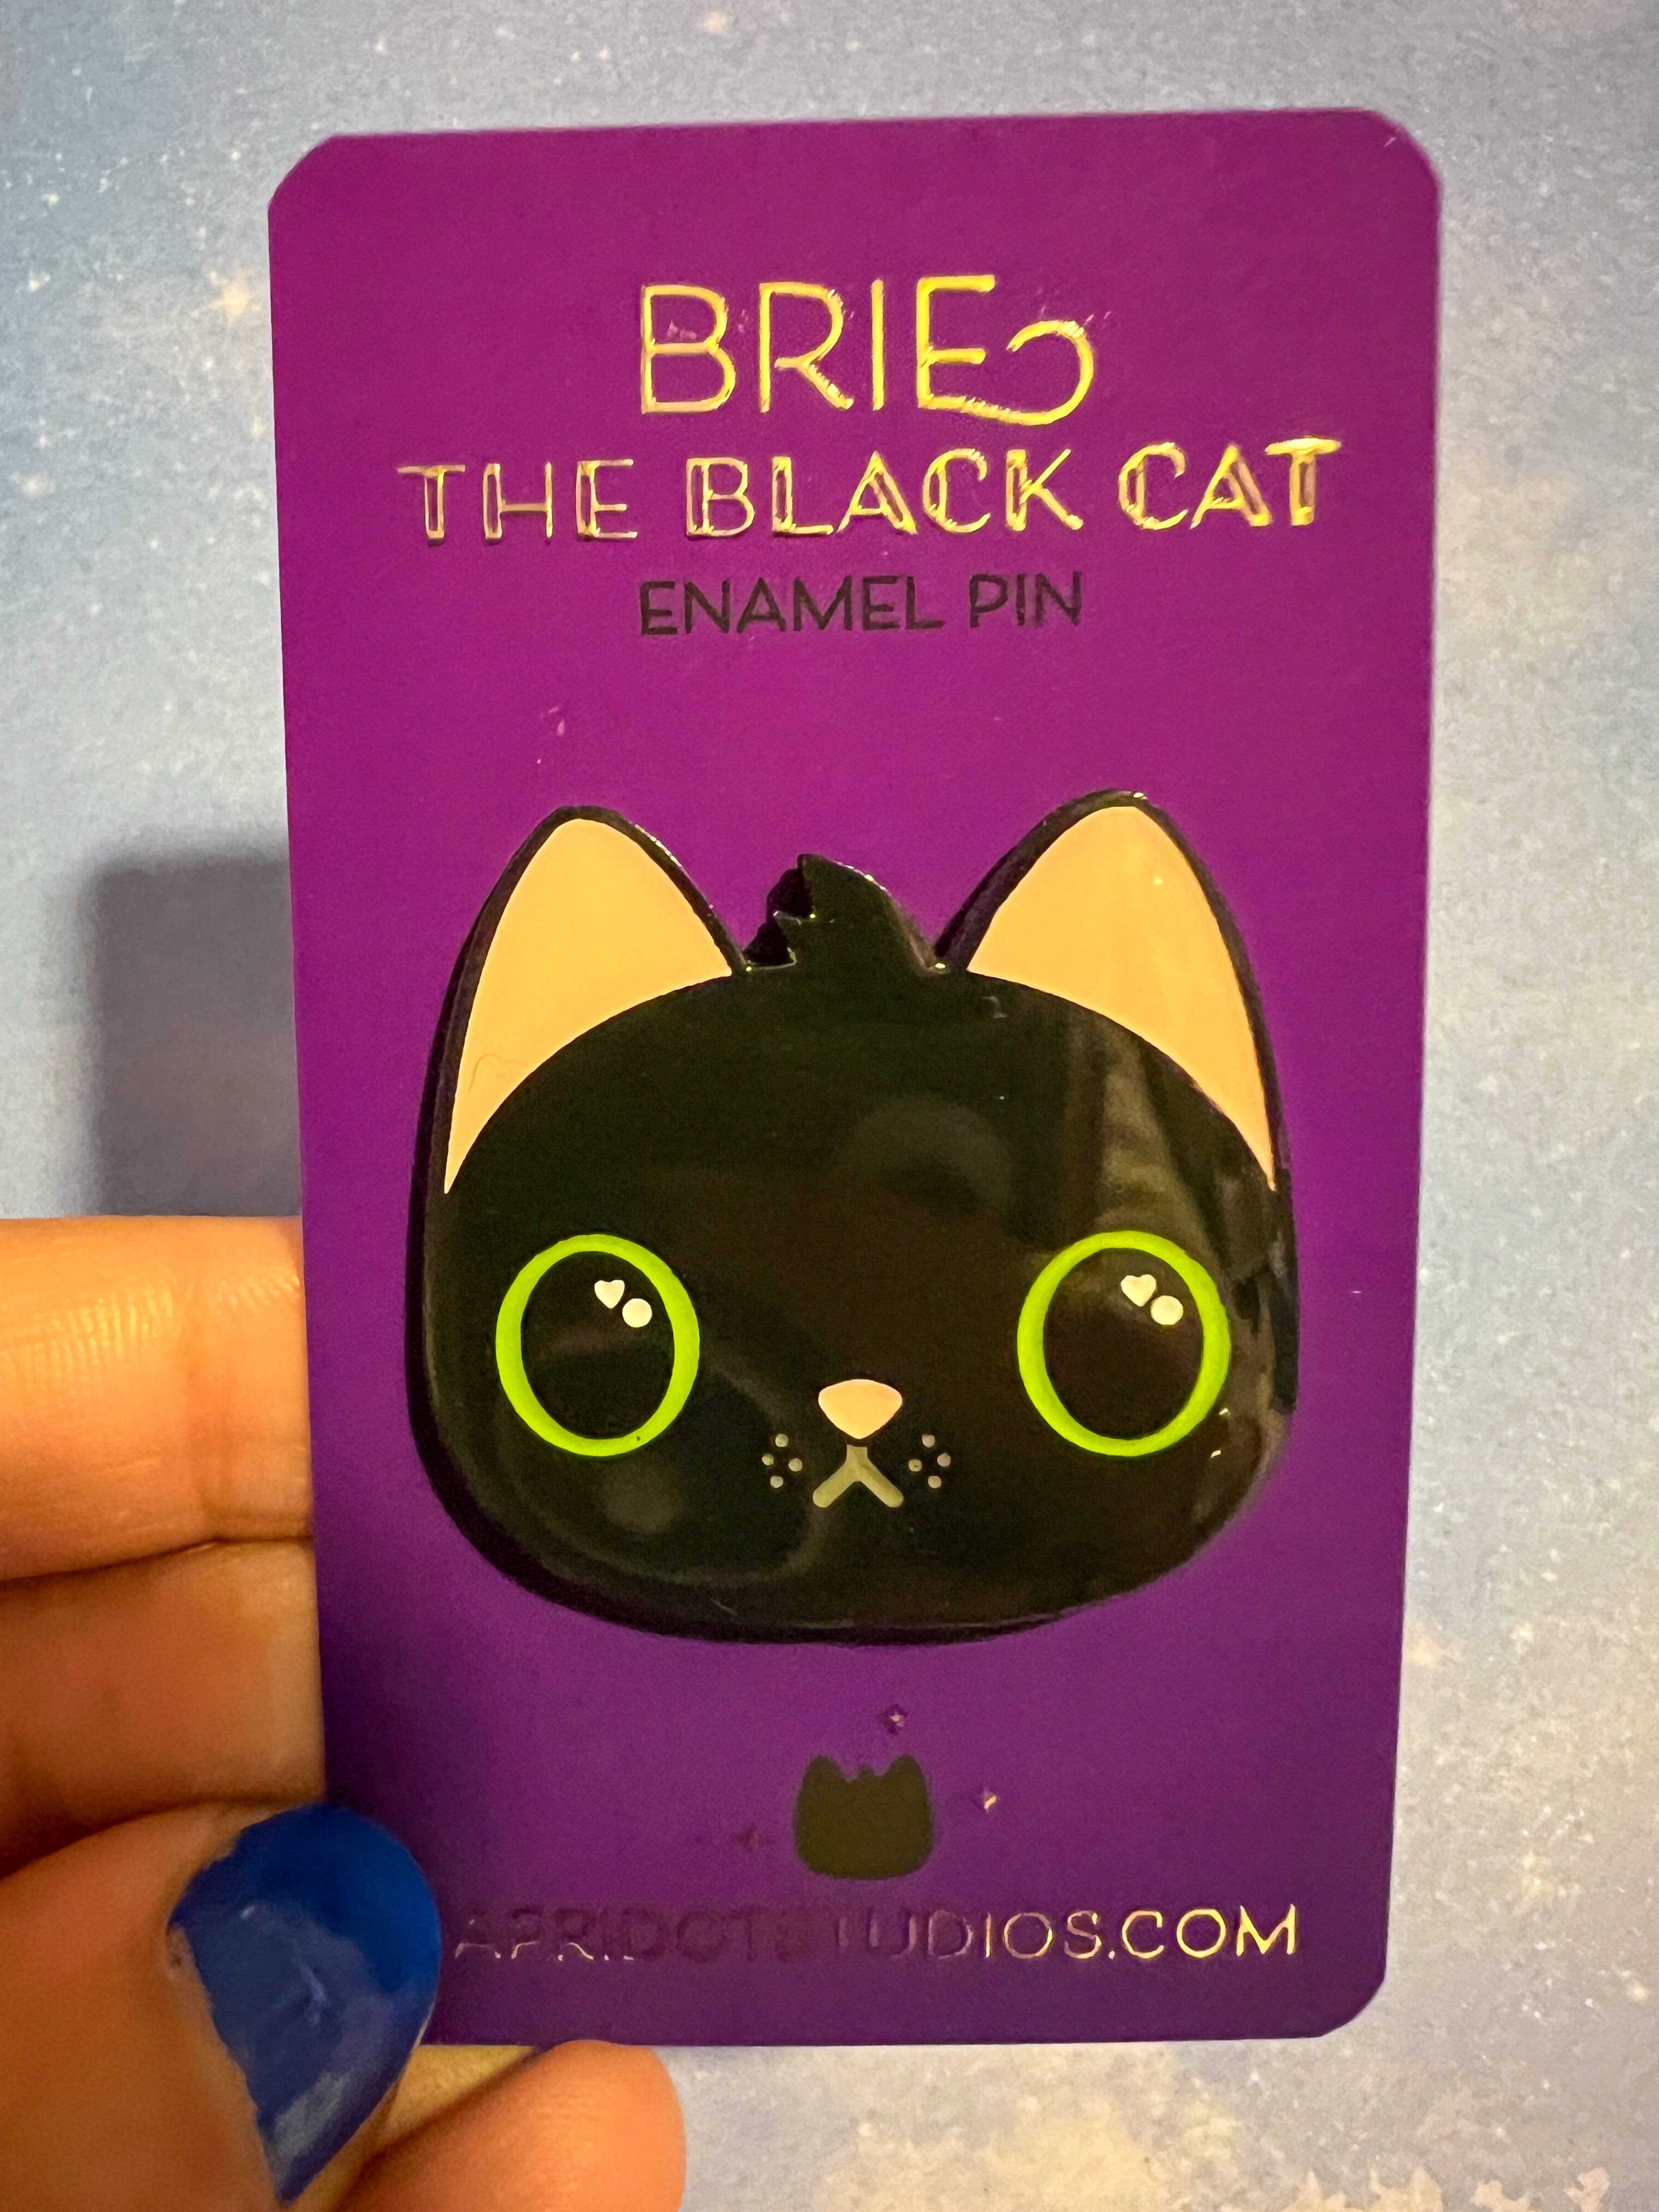 BRIE
THE BLACK CAT
ENAMEL PIN
APRIDOTSTUDIOS.COM